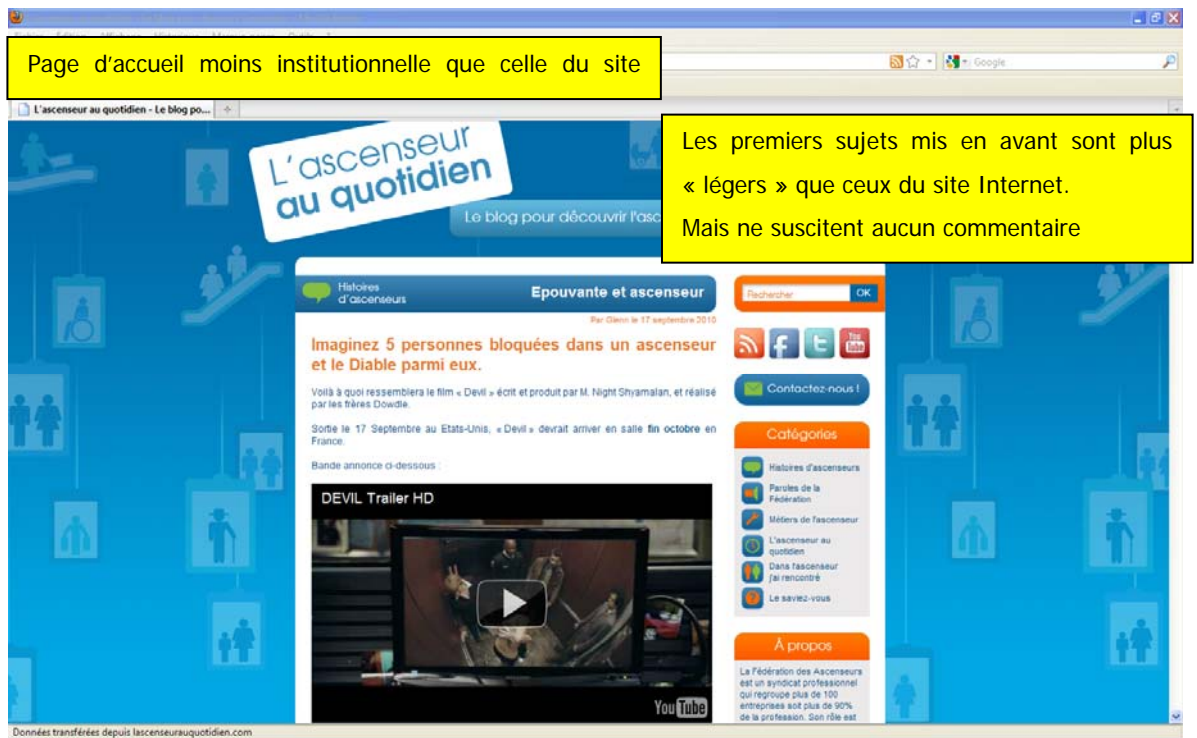 Page d'accueil moins institutionnelle que celle du site
Google
L'ascenseur au quotidien - Le blog po...
Les premiers sujets mis en avant sont plus
« légers » que ceux du site Internet.
Mais ne suscitent aucun commentaire
L'ascenseur
au quotidien
Le blog pour découvrir
Histoires
d'ascenseurs
Epouvante et ascenseur
Rechercher
OK
Par Glenn le 17 septembre 2010
Imaginez 5 personnes bloquées dans un ascenseur
et le Diable parmi eux.
Voilà à quoi ressemblera le film « Devil » écrit et produit par M. Night Shyamalan, et réalisé
par les frères Dowdle.
Sortie le 17 Septembre au Etats-Unis, « Devil » devrait arriver en salle fin octobre en
France.
Bande annonce ci-dessous :
DEVIL Trailer HD
YouTube
You
Tube
Contactez-nous !
Catégories
Histoires d'ascenseurs
Paroles de la
Fédération
Métiers de l'ascenseur
L'ascenseur au
quotidien
Dans l'ascenseur
j'ai rencontré
Le saviez-vous
À propos
La Fédération des Ascenseurs
est un syndicat professionnel
qui regroupe plus de 100
entreprises soit plus de 90%
de la profession. Son rôle est
Données transférées depuis lascenseurauquotidien.com